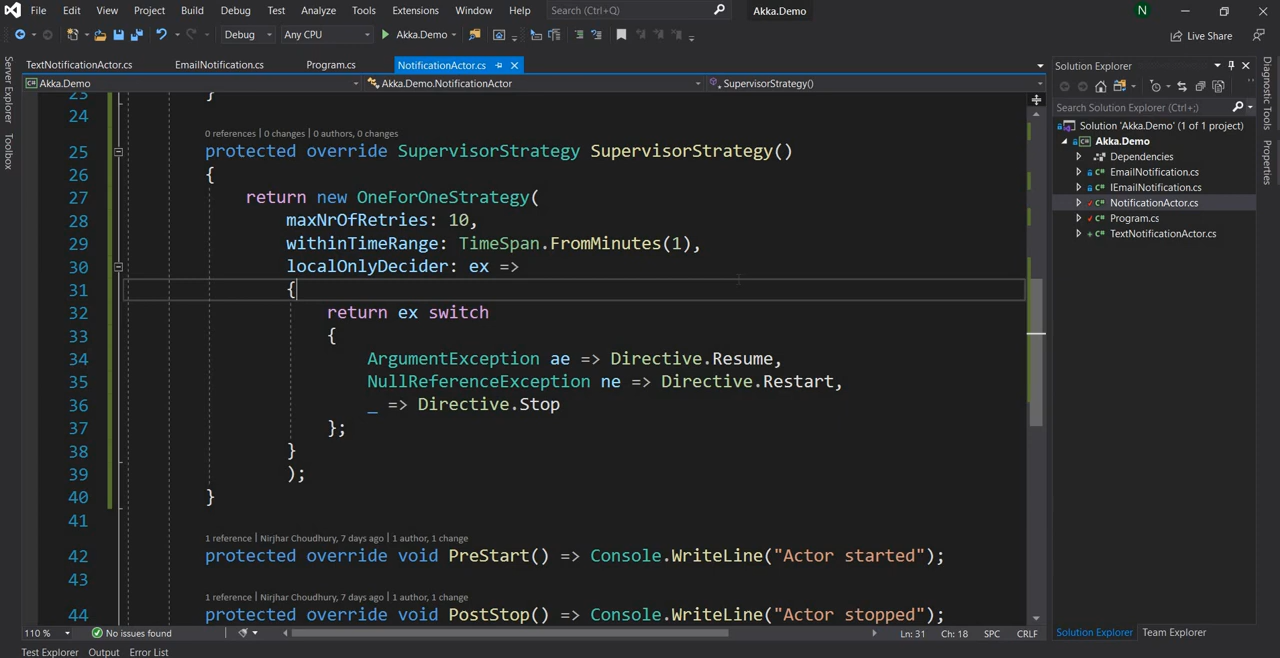 File Edit View Project Build Debug Test Analyze Tools Extensions Window Help Search (Ctrl+Q) Akka.Demo N
Debug Any CPU Akka.Demo Live Share
Server Explorer
Toolbox
TextNotificationActor.cs EmailNotification.cs Program.cs NotificationActor.cs
Akka.Demo Akka.Demo.NotificationActor SupervisorStrategy()
23 }
24
0 references | 0 changes | 0 authors, 0 changes
25 protected override SupervisorStrategy SupervisorStrategy()
26 {
27 return new OneForOneStrategy(
28 maxNrOfRetries: 10,
29 withinTimeRange: TimeSpan.FromMinutes(1),
30 localOnlyDecider: ex =>
31 {
32 return ex switch
33 {
34 ArgumentException ae => Directive.Resume,
35 NullReferenceException ne => Directive.Restart,
36 _ => Directive.Stop
37 };
38 }
39 );
40 }
41
1 reference | Nirjhar Choudhury, 7 days ago | 1 author, 1 change
42 protected override void PreStart() => Console.WriteLine("Actor started");
43
1 reference | Nirjhar Choudhury, 7 days ago | 1 author, 1 change
44 protected override void PostStop() => Console.WriteLine("Actor stopped");
110 % No issues found Ln: 31 Ch: 18 SPC CRLF
Test Explorer Output Error List
Solution Explorer
Search Solution Explorer (Ctrl+;)
Solution 'Akka.Demo' (1 of 1 project)
C# Akka.Demo
Dependencies
C# EmailNotification.cs
C# IEmailNotification.cs
C# NotificationActor.cs
C# Program.cs
C# TextNotificationActor.cs
Solution Explorer Team Explorer
Diagnostic Tools
Properties